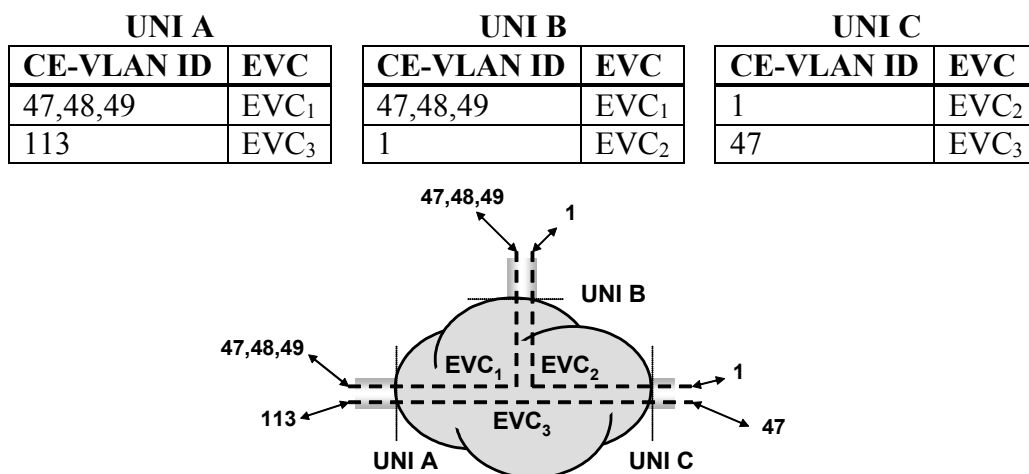 UNI A UNI B UNI C
CE-VLAN ID EVC CE-VLAN ID EVC CE-VLAN ID EVC
47,48,49 EVC₁ 47,48,49 EVC₁ 1 EVC₂
113 EVC₃ 1 EVC₂ 47 EVC₃
47,48,49 1
UNI B
47,48,49 EVC₁ EVC₂ 1
113 EVC₃ 47
UNI A UNI C